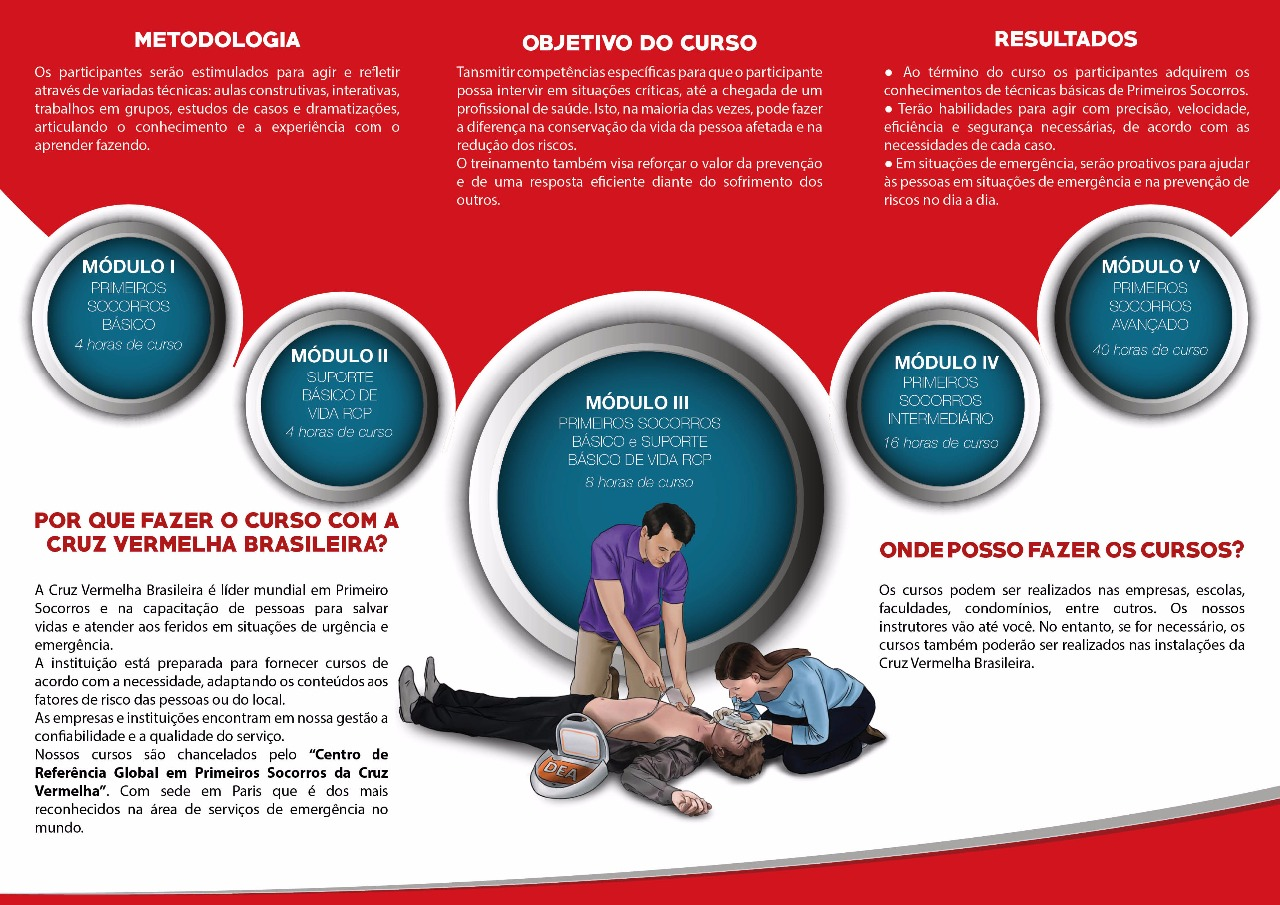 METODOLOGIA
Os participantes serão estimulados para agir e refletir
através de variadas técnicas: aulas construtivas, interativas,
trabalhos em grupos, estudos de casos e dramatizações,
articulando o conhecimento e a experiência com o
aprender fazendo.
OBJETIVO DO CURSO
Tansmitir competências específicas para que o participante
possa intervir em situações críticas, até a chegada de um
profissional de saúde. Isto, na maioria das vezes, pode fazer
a diferença na conservação da vida da pessoa afetada e na
redução dos riscos.
O treinamento também visa reforçar o valor da prevenção
e de uma resposta eficiente diante do sofrimento dos
outros.
RESULTADOS
● Ao término do curso os participantes adquirem os
conhecimentos de técnicas básicas de Primeiros Socorros.
● Terão habilidades para agir com precisão, velocidade,
eficiência e segurança necessárias, de acordo com as
necessidades de cada caso.
● Em situações de emergência, serão proativos para ajudar
às pessoas em situações de emergência e na prevenção de
riscos no dia a dia.
MÓDULO I
PRIMEIROS
SOCORROS
BÁSICO
4 horas de curso
MÓDULO II
SUPORTE
BÁSICO DE
VIDA RCP
4 horas de curso
MÓDULO III
PRIMEIROS SOCORROS
BÁSICO e SUPORTE
BÁSICO DE VIDA RCP
8 horas de curso
MÓDULO IV
PRIMEIROS
SOCORROS
INTERMEDIÁRIO
16 horas de curso
MÓDULO V
PRIMEIROS
SOCORROS
AVANÇADO
40 horas de curso
POR QUE FAZER O CURSO COM A
CRUZ VERMELHA BRASILEIRA?
A Cruz Vermelha Brasileira é líder mundial em Primeiro
Socorros e na capacitação de pessoas para salvar
vidas e atender aos feridos em situações de urgência e
emergência.
A instituição está preparada para fornecer cursos de
acordo com a necessidade, adaptando os conteúdos aos
fatores de risco das pessoas ou do local.
As empresas e instituições encontram em nossa gestão a
confiabilidade e a qualidade do serviço.
Nossos cursos são chancelados pelo “Centro de
Referência Global em Primeiros Socorros da Cruz
Vermelha”. Com sede em Paris que é dos mais
reconhecidos na área de serviços de emergência no
mundo.
DEA
ONDE POSSO FAZER OS CURSOS?
Os cursos podem ser realizados nas empresas, escolas,
faculdades, condomínios, entre outros. Os nossos
instrutores vão até você. No entanto, se for necessário, os
cursos também poderão ser realizados nas instalações da
Cruz Vermelha Brasileira.